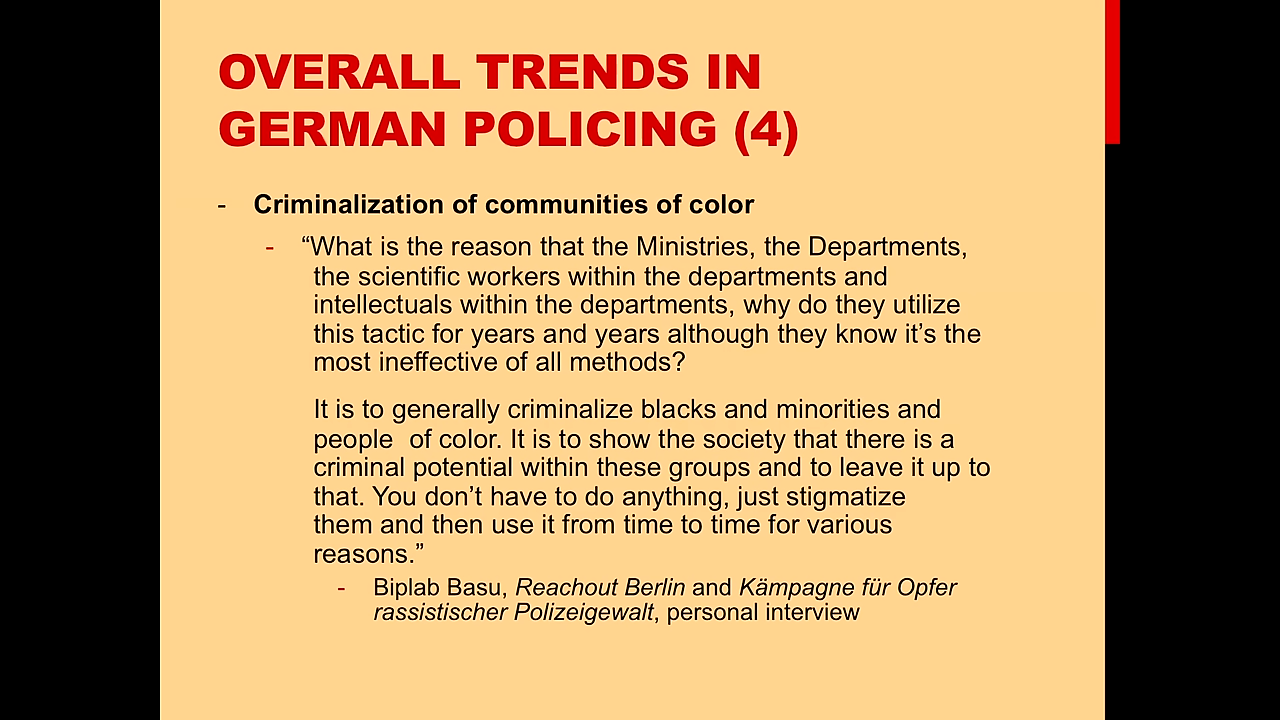 OVERALL TRENDS IN
GERMAN POLICING (4)
- Criminalization of communities of color
- “What is the reason that the Ministries, the Departments,
the scientific workers within the departments and
intellectuals within the departments, why do they utilize
this tactic for years and years although they know it’s the
most ineffective of all methods?
It is to generally criminalize blacks and minorities and
people  of color. It is to show the society that there is a
criminal potential within these groups and to leave it up to
that. You don’t have to do anything, just stigmatize
them and then use it from time to time for various
reasons.”
- Biplab Basu, Reachout Berlin and Kämpagne für Opfer
rassistischer Polizeigewalt, personal interview